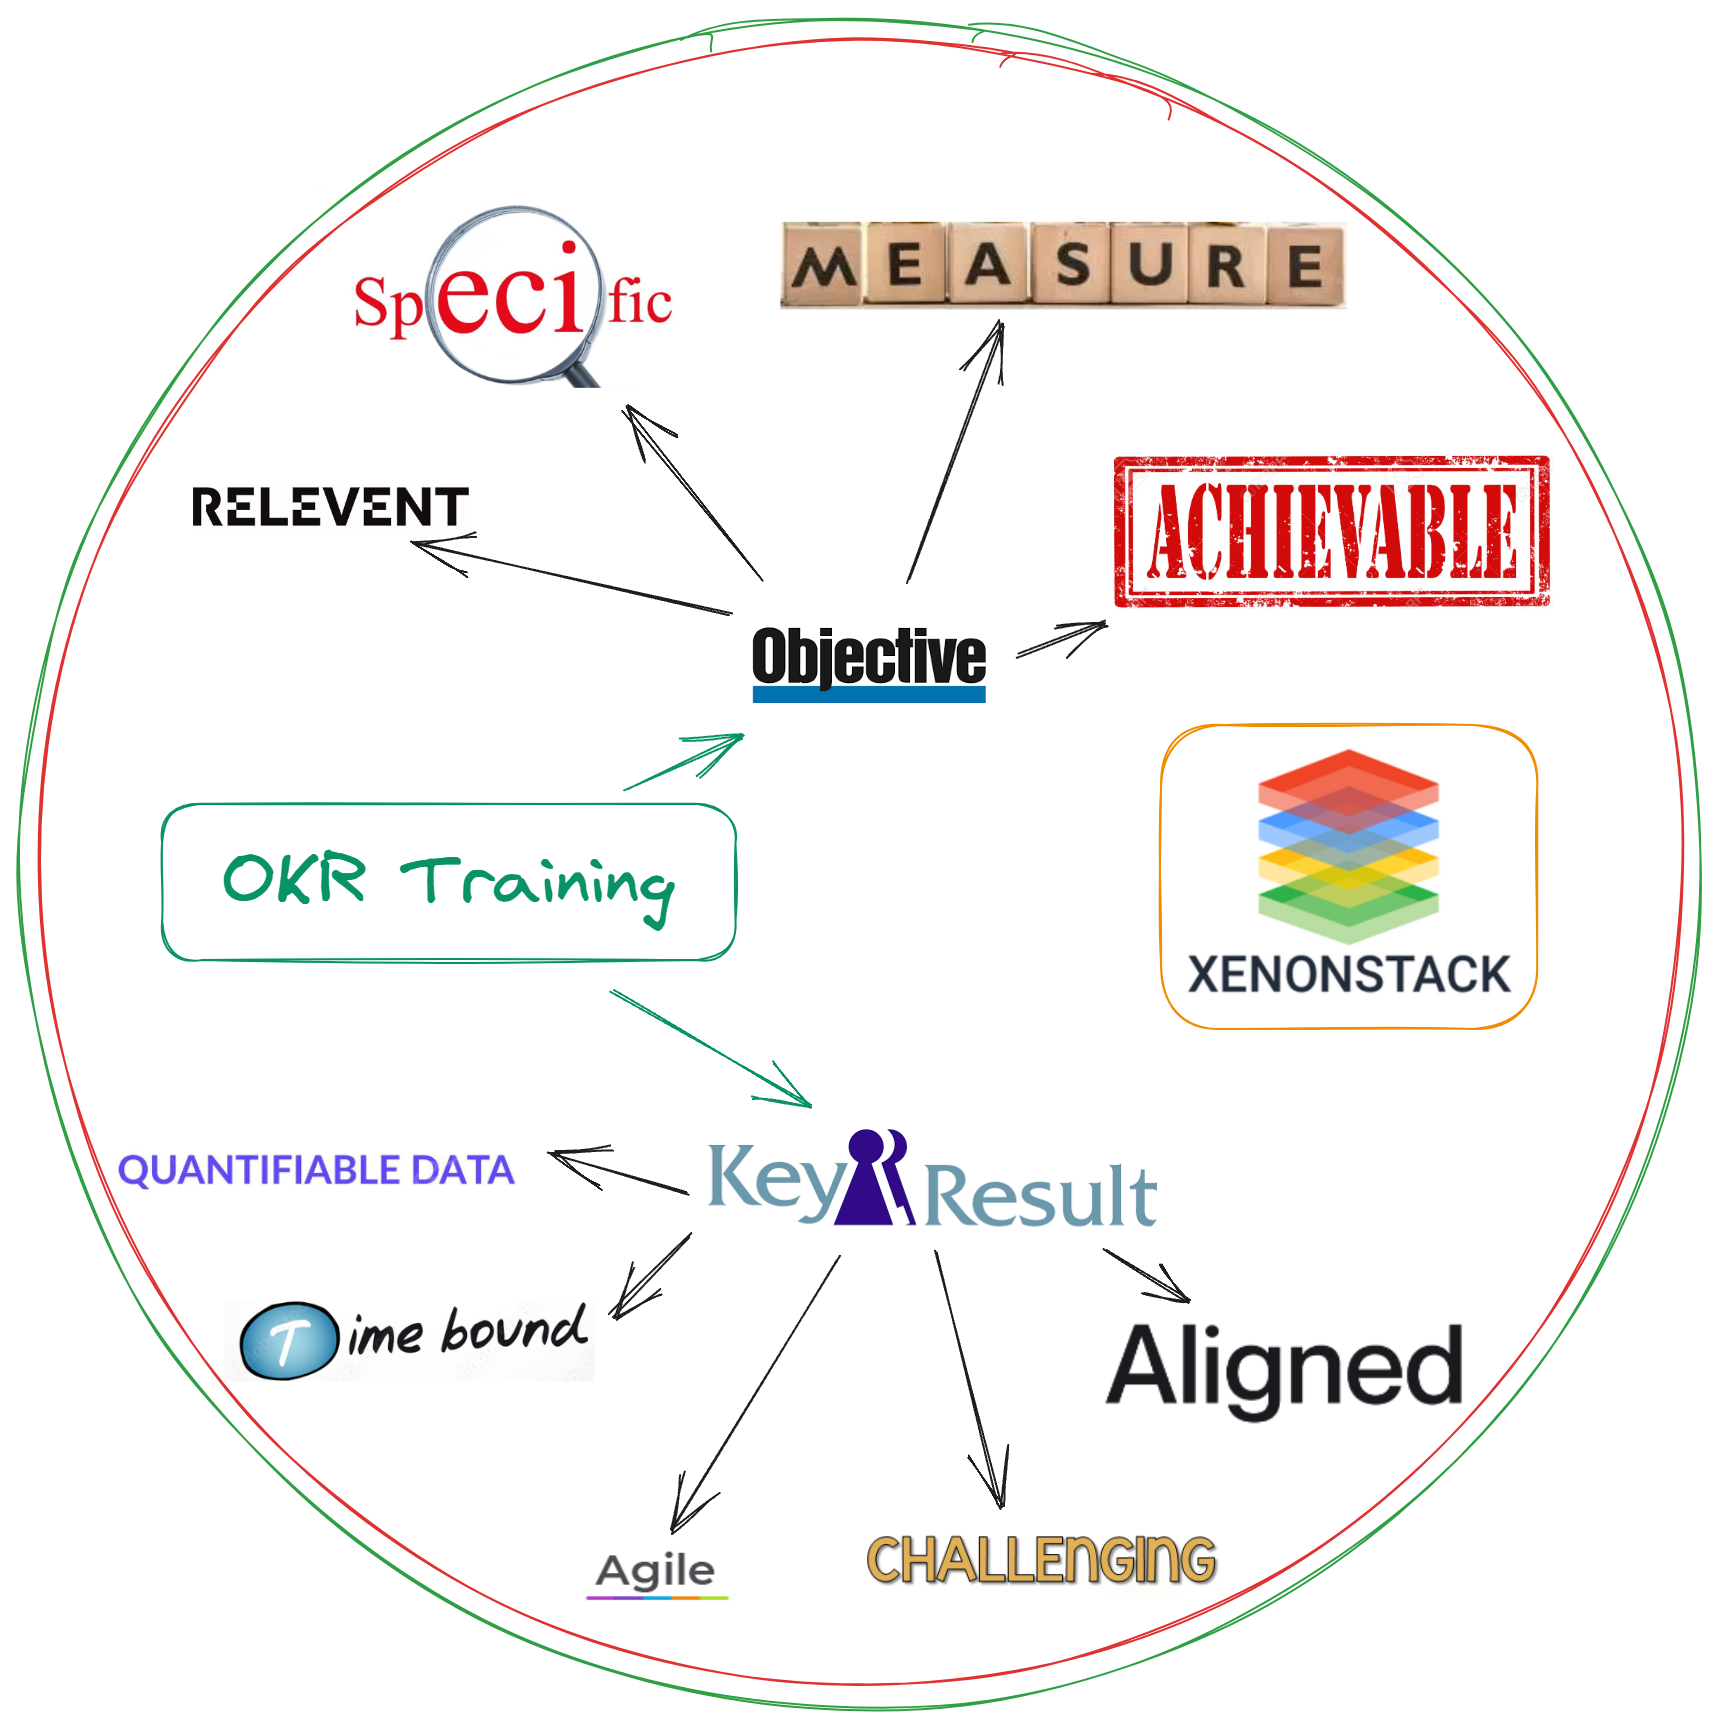 Specific
MEASURE
RELEVENT
ACHIEVABLE
Objective
OKR Training
XENONSTACK
Key Result
QUANTIFIABLE DATA
Time bound
Aligned
Agile
CHALLENGING